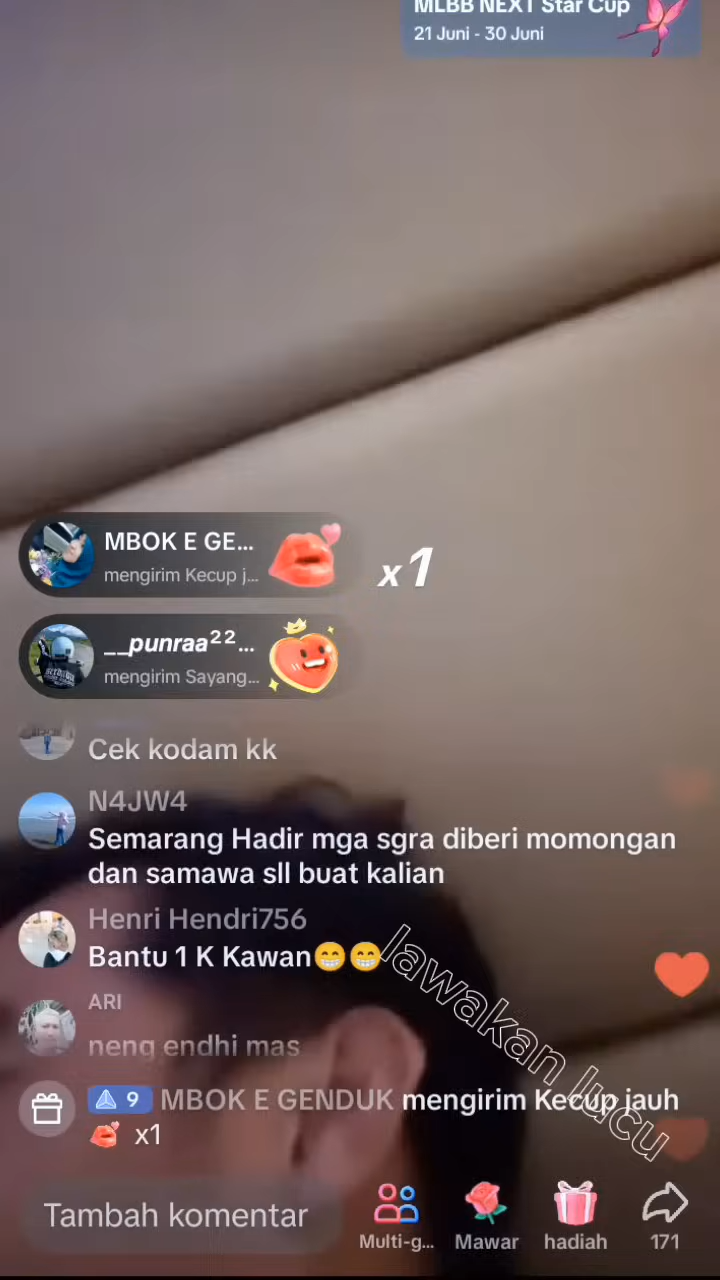 MLBB NEXT Star Cup
21 Juni - 30 Juni
MBOK E GE...
mengirim Kecup j...
x1
__punraa²²...
mengirim Sayang...
Cek kodam kk
N4JW4
Semarang Hadir mga sgra diberi momongan
dan samawa sll buat kalian
Henri Hendri756
Bantu 1 K Kawan😁😁
ARI
neng endhi mas
9 MBOK E GENDUK mengirim Kecup jauh
x1
lawakan lucu
Tambah komentar
Multi-g...
Mawar
hadiah
171